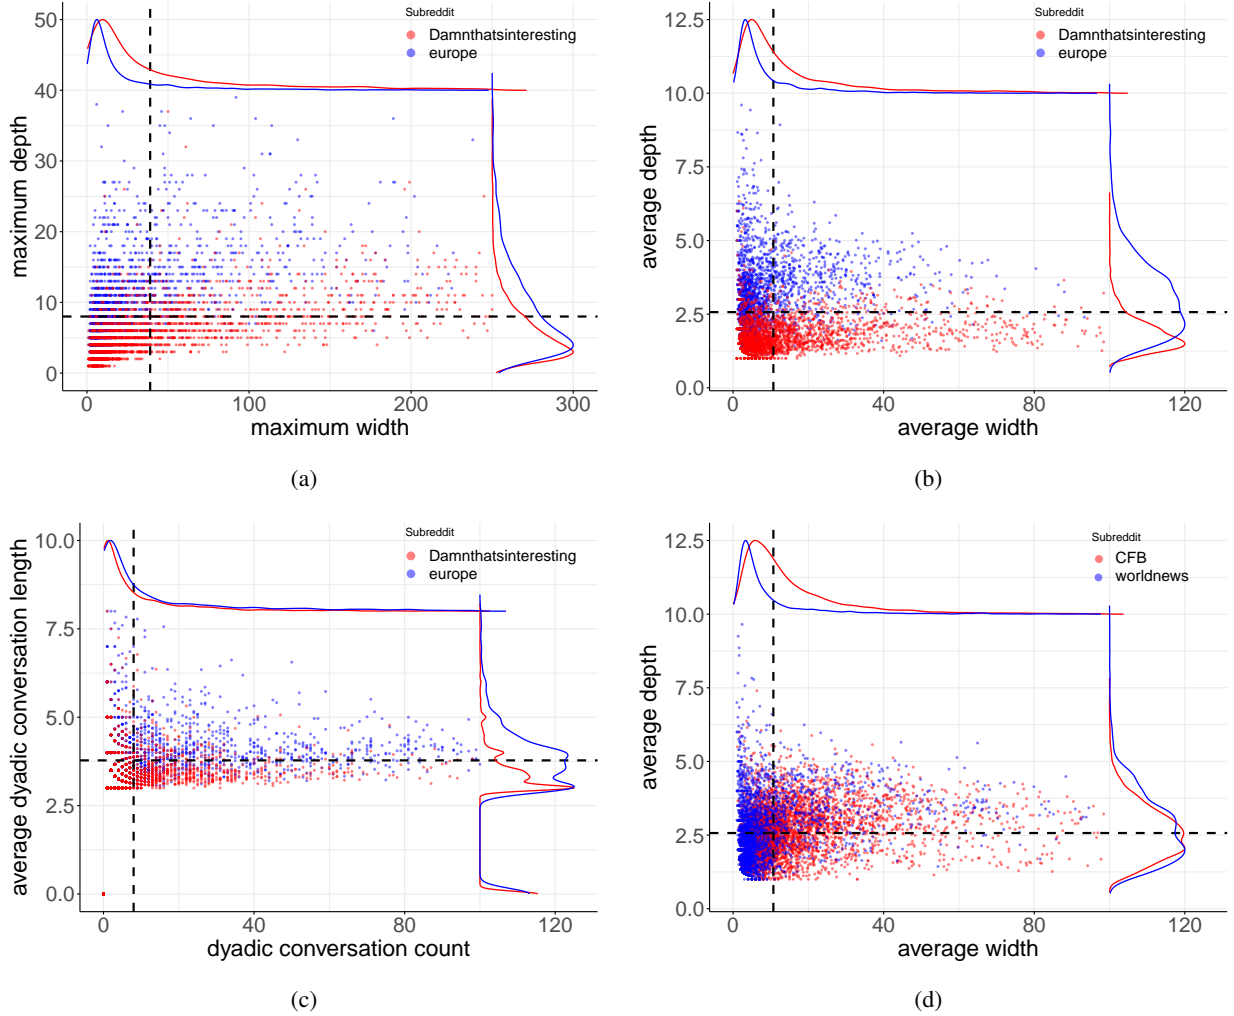 Subreddit
Damnthatsinteresting
europe
maximum depth
50
40
30
20
10
0
0 100 200 300
maximum width
(a)
Subreddit
Damnthatsinteresting
europe
average depth
12.5
10.0
7.5
5.0
2.5
0.0
0 40 80 120
average width
(b)
Subreddit
Damnthatsinteresting
europe
average dyadic conversation length
10.0
7.5
5.0
2.5
0.0
0 40 80 120
dyadic conversation count
(c)
Subreddit
CFB
worldnews
average depth
12.5
10.0
7.5
5.0
2.5
0.0
0 40 80 120
average width
(d)